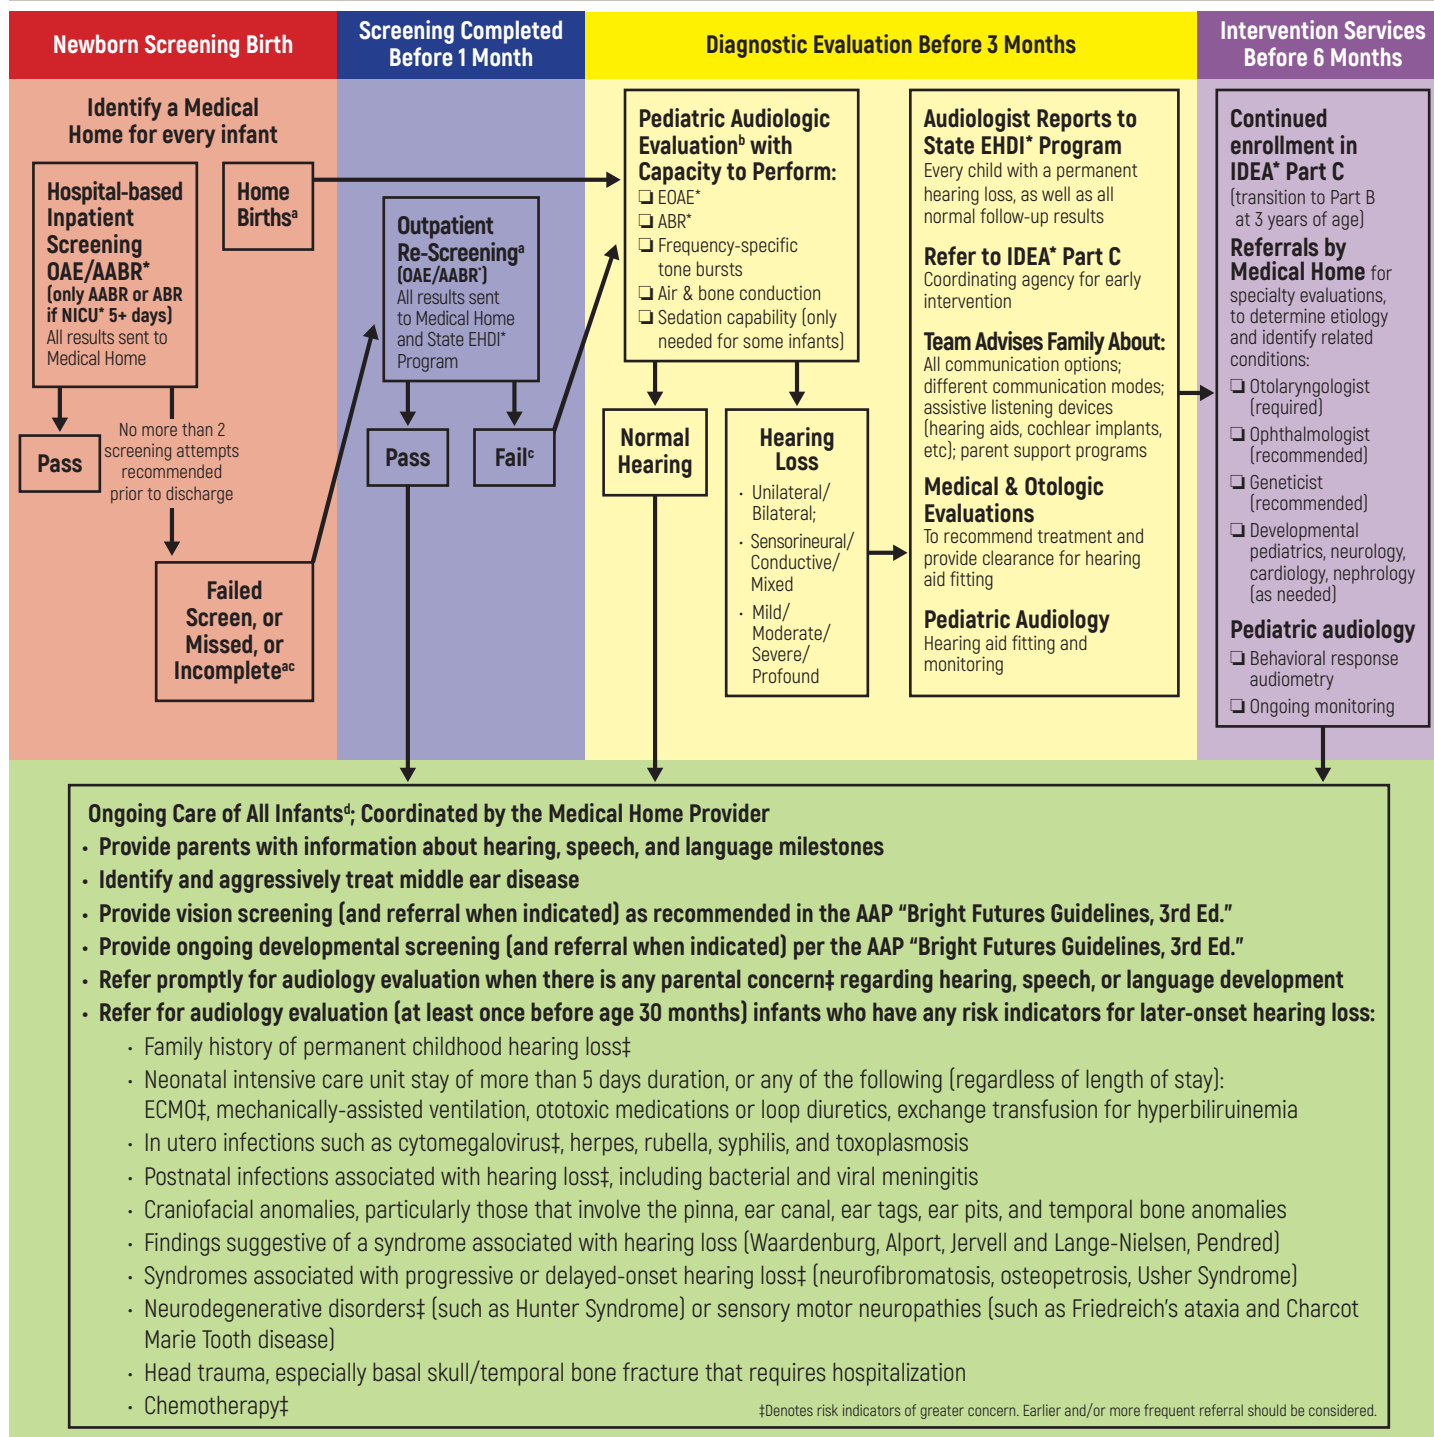 Newborn Screening Birth
Screening Completed
Before 1 Month
Diagnostic Evaluation Before 3 Months
Intervention Services
Before 6 Months
Identify a Medical
Home for every infant
Hospital-based
Inpatient
Screening
OAE/AABR*
(only AABR or ABR
if NICU* 5+ days)
All results sent to
Medical Home
Home
Birthsᵃ
Pass
No more than 2
screening attempts
recommended
prior to discharge
Failed
Screen, or
Missed, or
Incompleteᵃᶜ
Outpatient
Re-Screeningᵃ
(OAE/AABR*)
All results sent
to Medical Home
and State EHDI*
Program
Pass
Failᶜ
Pediatric Audiologic
Evaluationᵇ with
Capacity to Perform:
❏ EOAE*
❏ ABR*
❏ Frequency-specific
tone bursts
❏ Air & bone conduction
❏ Sedation capability (only
needed for some infants)
Normal
Hearing
Hearing
Loss
· Unilateral/
Bilateral;
· Sensorineural/
Conductive/
Mixed
· Mild/
Moderate/
Severe/
Profound
Audiologist Reports to
State EHDI* Program
Every child with a permanent
hearing loss, as well as all
normal follow-up results
Refer to IDEA* Part C
Coordinating agency for early
intervention
Team Advises Family About:
All communication options;
different communication modes;
assistive listening devices
(hearing aids, cochlear implants,
etc); parent support programs
Medical & Otologic
Evaluations
To recommend treatment and
provide clearance for hearing
aid fitting
Pediatric Audiology
Hearing aid fitting and
monitoring
Continued
enrollment in
IDEA* Part C
(transition to Part B
at 3 years of age)
Referrals by
Medical Home for
specialty evaluations,
to determine etiology
and identify related
conditions:
❏ Otolaryngologist
(required)
❏ Ophthalmologist
(recommended)
❏ Geneticist
(recommended)
❏ Developmental
pediatrics, neurology,
cardiology, nephrology
(as needed)
Pediatric audiology
❏ Behavioral response
audiometry
❏ Ongoing monitoring
Ongoing Care of All Infantsᵈ; Coordinated by the Medical Home Provider
· Provide parents with information about hearing, speech, and language milestones
· Identify and aggressively treat middle ear disease
· Provide vision screening (and referral when indicated) as recommended in the AAP “Bright Futures Guidelines, 3rd Ed.”
· Provide ongoing developmental screening (and referral when indicated) per the AAP “Bright Futures Guidelines, 3rd Ed.”
· Refer promptly for audiology evaluation when there is any parental concern‡ regarding hearing, speech, or language development
· Refer for audiology evaluation (at least once before age 30 months) infants who have any risk indicators for later-onset hearing loss:
· Family history of permanent childhood hearing loss‡
· Neonatal intensive care unit stay of more than 5 days duration, or any of the following (regardless of length of stay):
ECMO‡, mechanically-assisted ventilation, ototoxic medications or loop diuretics, exchange transfusion for hyperbiliruinemia
· In utero infections such as cytomegalovirus‡, herpes, rubella, syphilis, and toxoplasmosis
· Postnatal infections associated with hearing loss‡, including bacterial and viral meningitis
· Craniofacial anomalies, particularly those that involve the pinna, ear canal, ear tags, ear pits, and temporal bone anomalies
· Findings suggestive of a syndrome associated with hearing loss (Waardenburg, Alport, Jervell and Lange-Nielsen, Pendred)
· Syndromes associated with progressive or delayed-onset hearing loss‡ (neurofibromatosis, osteopetrosis, Usher Syndrome)
· Neurodegenerative disorders‡ (such as Hunter Syndrome) or sensory motor neuropathies (such as Friedreich’s ataxia and Charcot
Marie Tooth disease)
· Head trauma, especially basal skull/temporal bone fracture that requires hospitalization
· Chemotherapy‡
‡Denotes risk indicators of greater concern. Earlier and/or more frequent referral should be considered.